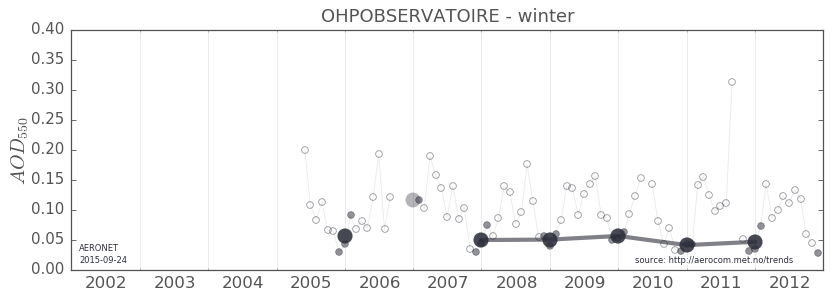 OHPOBSERVATOIRE - winter
0.40
0.35
0.30
0.25
0.20
0.15
0.10
0.05
0.00
AOD550
AERONET
2015-09-24
source: http://aerocom.met.no/trends
2002 2003 2004 2005 2006 2007 2008 2009 2010 2011 2012